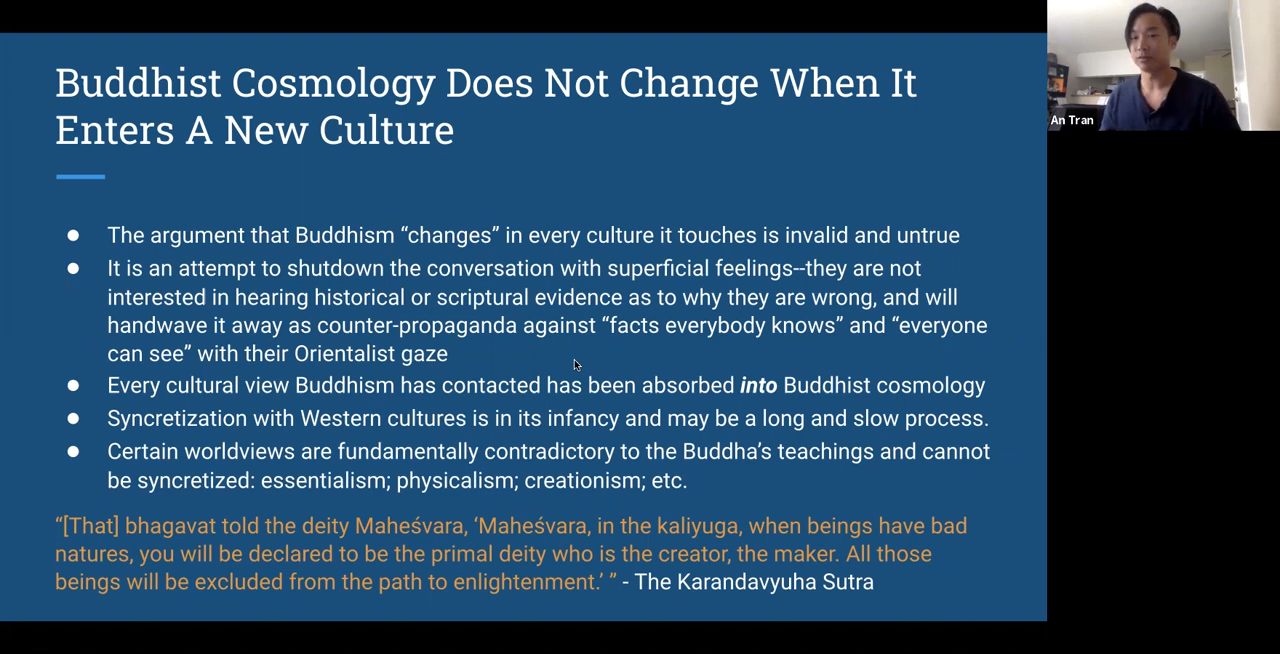 Buddhist Cosmology Does Not Change When It
Enters A New Culture
● The argument that Buddhism “changes” in every culture it touches is invalid and untrue
● It is an attempt to shutdown the conversation with superficial feelings--they are not
interested in hearing historical or scriptural evidence as to why they are wrong, and will
handwave it away as counter-propaganda against “facts everybody knows” and “everyone
can see” with their Orientalist gaze
● Every cultural view Buddhism has contacted has been absorbed into Buddhist cosmology
● Syncretization with Western cultures is in its infancy and may be a long and slow process.
● Certain worldviews are fundamentally contradictory to the Buddha’s teachings and cannot
be syncretized: essentialism; physicalism; creationism; etc.
“[That] bhagavat told the deity Maheśvara, ‘Maheśvara, in the kaliyuga, when beings have bad
natures, you will be declared to be the primal deity who is the creator, the maker. All those
beings will be excluded from the path to enlightenment.’ ” - The Karandavyuha Sutra
An Tran